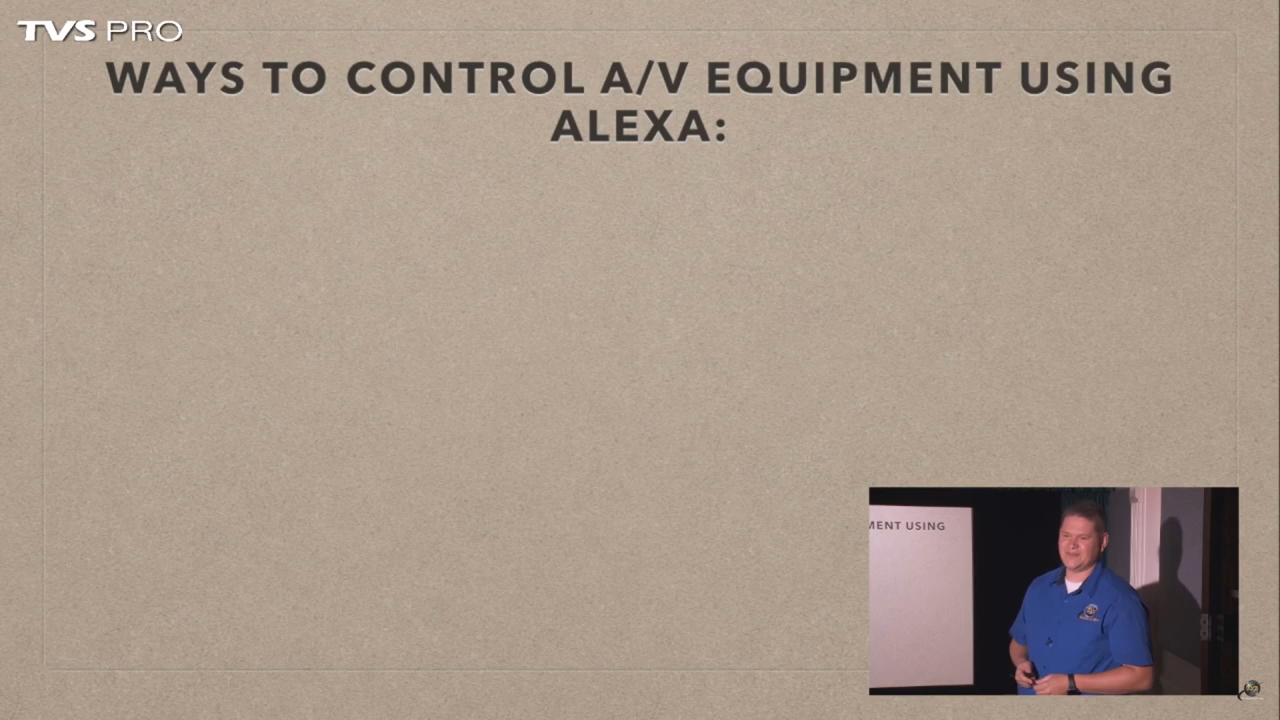 TVS PRO
WAYS TO CONTROL A/V EQUIPMENT USING
ALEXA:
MENT USING